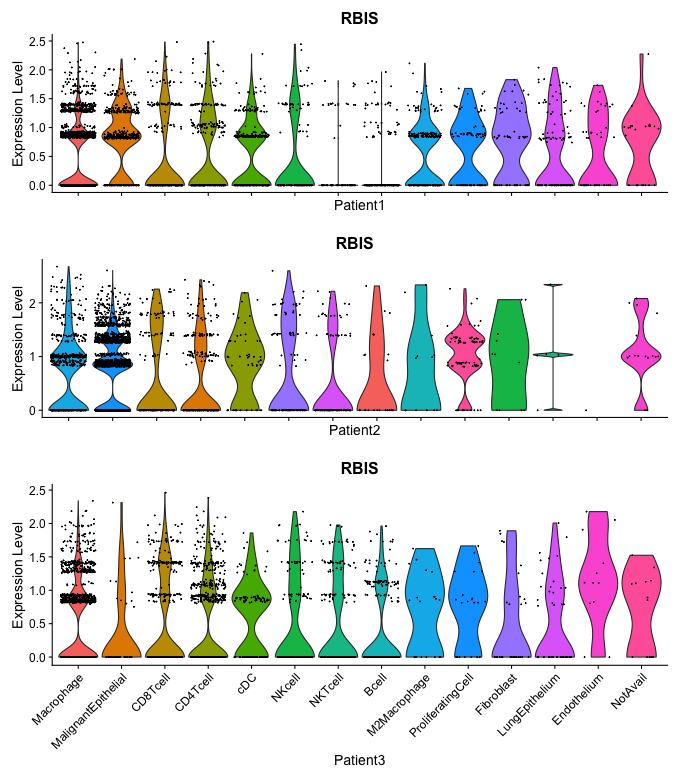 RBIS
Expression Level
2.5
2.0
1.5
1.0
0.5
0.0
Patient1
RBIS
Expression Level
2
1
0
Patient2
RBIS
Expression Level
2.5
2.0
1.5
1.0
0.5
0.0
Macrophage
MalignantEpithelial
CD8Tcell
CD4Tcell
cDC
NKcell
NKTcell
Bcell
M2Macrophage
ProliferatingCell
Fibroblast
LungEpithelium
Endothelium
NotAvail
Patient3